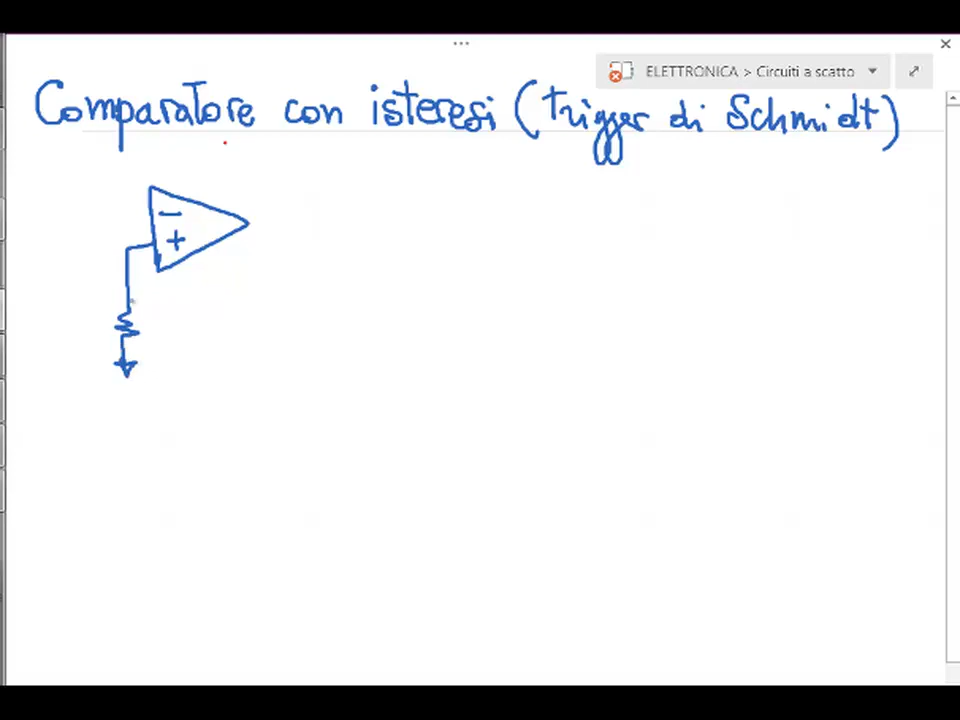 ELETTRONICA > Circuiti a scatto
Comparatore con isteresi (trigger di Schmidt)
−
+